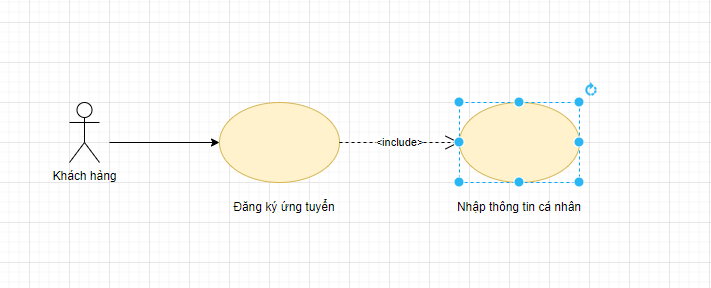 <include>
Khách hàng
Đăng ký ứng tuyển
Nhập thông tin cá nhân